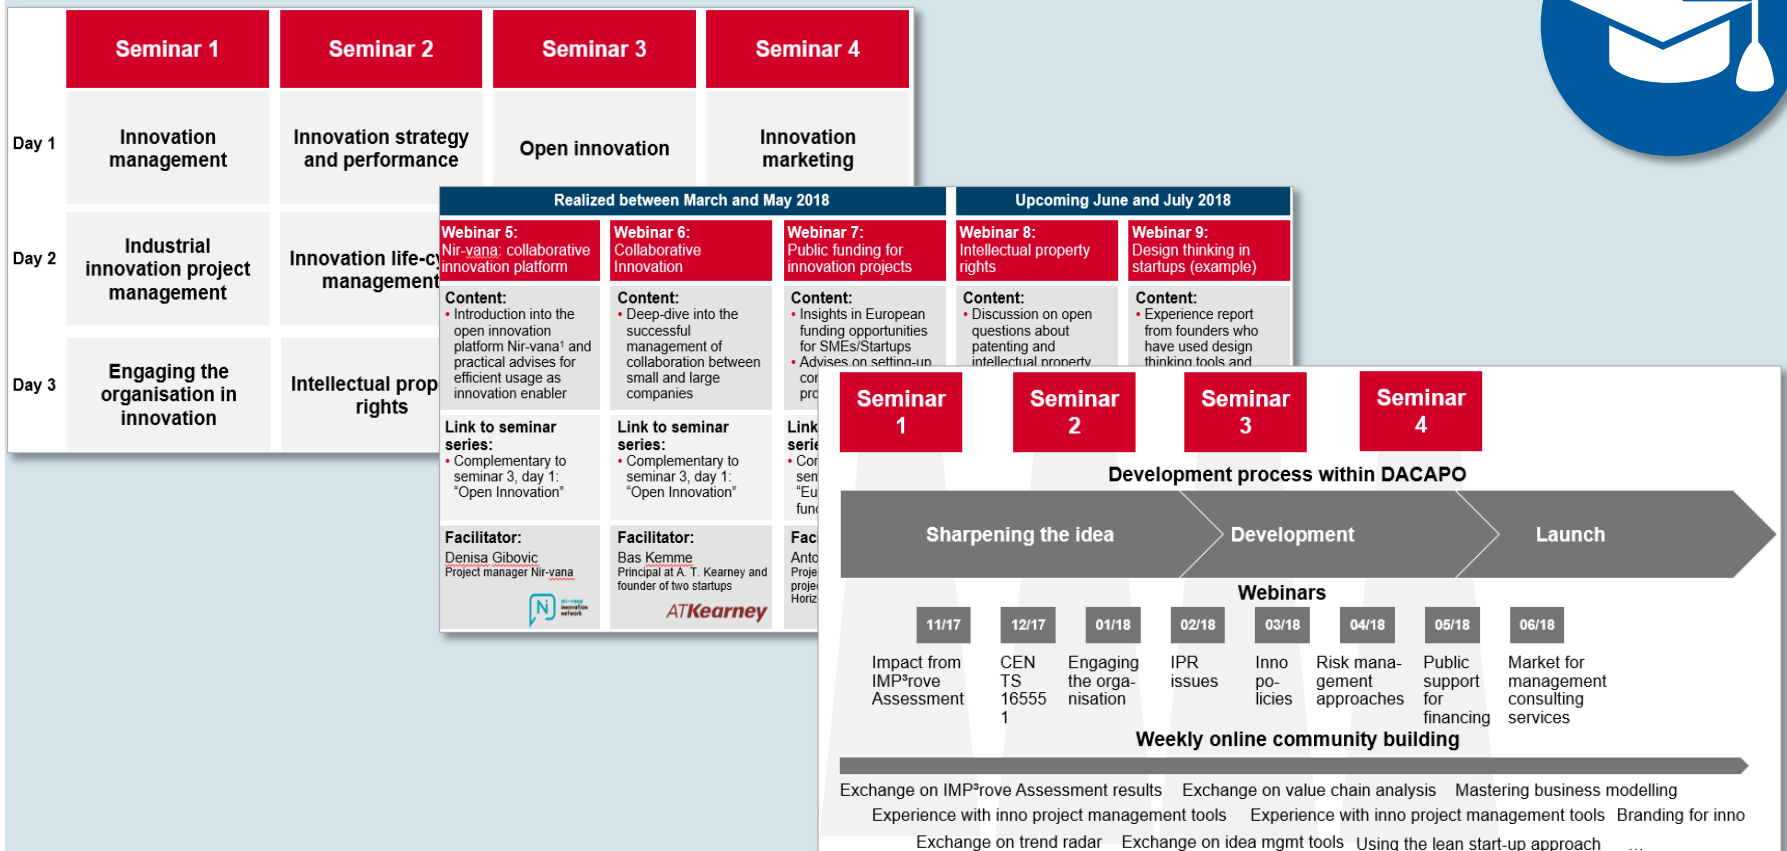 Seminar 1
Seminar 2
Seminar 3
Seminar 4
Day 1
Innovation
management
Innovation strategy
and performance
Open innovation
Innovation
marketing
Day 2
Industrial
innovation project
management
Innovation
management
Day 3
Engaging the
organisation in
innovation
Intellectual
rights
Realized between March and May 2018
Upcoming June and July 2018
Webinar 5:
Nir-vana: collaborative
innovation platform
Webinar 6:
Collaborative
Innovation
Webinar 7:
Public funding for
innovation projects
Webinar 8:
Intellectual property
rights
Webinar 9:
Design thinking in
startups (example)
Content:
• Introduction into the
open innovation
platform Nir-vana¹ and
practical advises for
efficient usage as
innovation enabler
Content:
• Deep-dive into the
successful
management of
collaboration between
small and large
companies
Content:
• Insights in European
funding opportunities
for SMEs/Startups
• Advises on setting-up
Content:
• Discussion on open
questions about
patenting and
intellectual property
Content:
• Experience report
from founders who
have used design
thinking tools and
Link to seminar
series:
• Complementary to
seminar 3, day 1:
“Open Innovation”
Link to seminar
series:
• Complementary to
seminar 3, day 1:
“Open Innovation”
Link
Facilitator:
Denisa Gibovic
Project manager Nir-vana
Ni nir-vana
innovation
network
Facilitator:
Bas Kemme
Principal at A. T. Kearney and
founder of two startups
ATKearney
Seminar
1
Seminar
2
Seminar
3
Seminar
4
Development process within DACAPO
Sharpening the idea
Development
Launch
Webinars
11/17
12/17
01/18
02/18
03/18
04/18
05/18
06/18
Impact from
IMP³rove
Assessment
CEN
TS
16555
1
Engaging
the orga-
nisation
IPR
issues
Inno
po-
licies
Risk mana-
gement
approaches
Public
support
for
financing
Market for
management
consulting
services
Weekly online community building
Exchange on IMP³rove Assessment results Exchange on value chain analysis Mastering business modelling
Experience with inno project management tools Experience with inno project management tools Branding for inno
Exchange on trend radar Exchange on idea mgmt tools Using the lean start-up approach ...